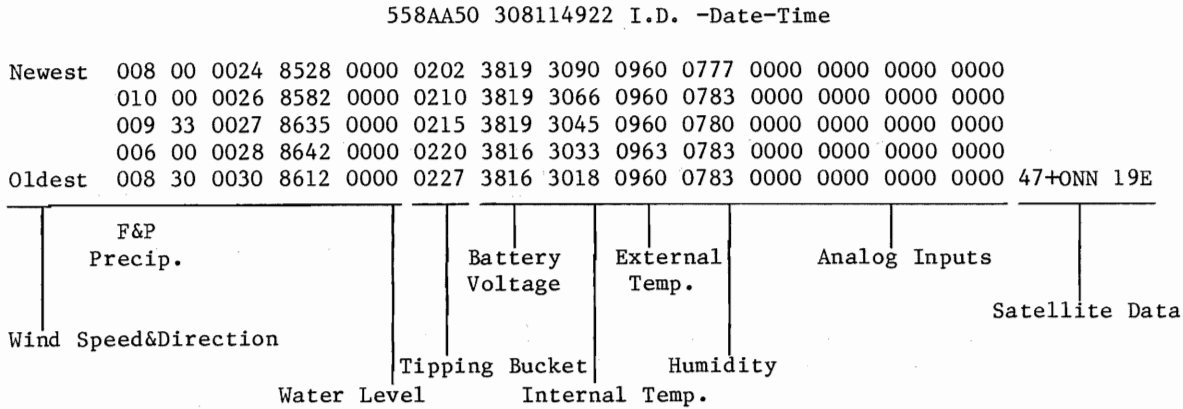 558AA50 308114922 I.D. -Date-Time
Newest 008 00 0024 8528 0000 0202 3819 3090 0960 0777 0000 0000 0000 0000
010 00 0026 8582 0000 0210 3819 3066 0960 0783 0000 0000 0000 0000
009 33 0027 8635 0000 0215 3819 3045 0960 0780 0000 0000 0000 0000
006 00 0028 8642 0000 0220 3816 3033 0963 0783 0000 0000 0000 0000
Oldest 008 30 0030 8612 0000 0227 3816 3018 0960 0783 0000 0000 0000 0000 47+0NN 19E
F&P
Precip.
Battery
Voltage
External
Temp.
Analog Inputs
Satellite Data
Wind Speed&Direction
Tipping Bucket
Humidity
Water Level
Internal Temp.